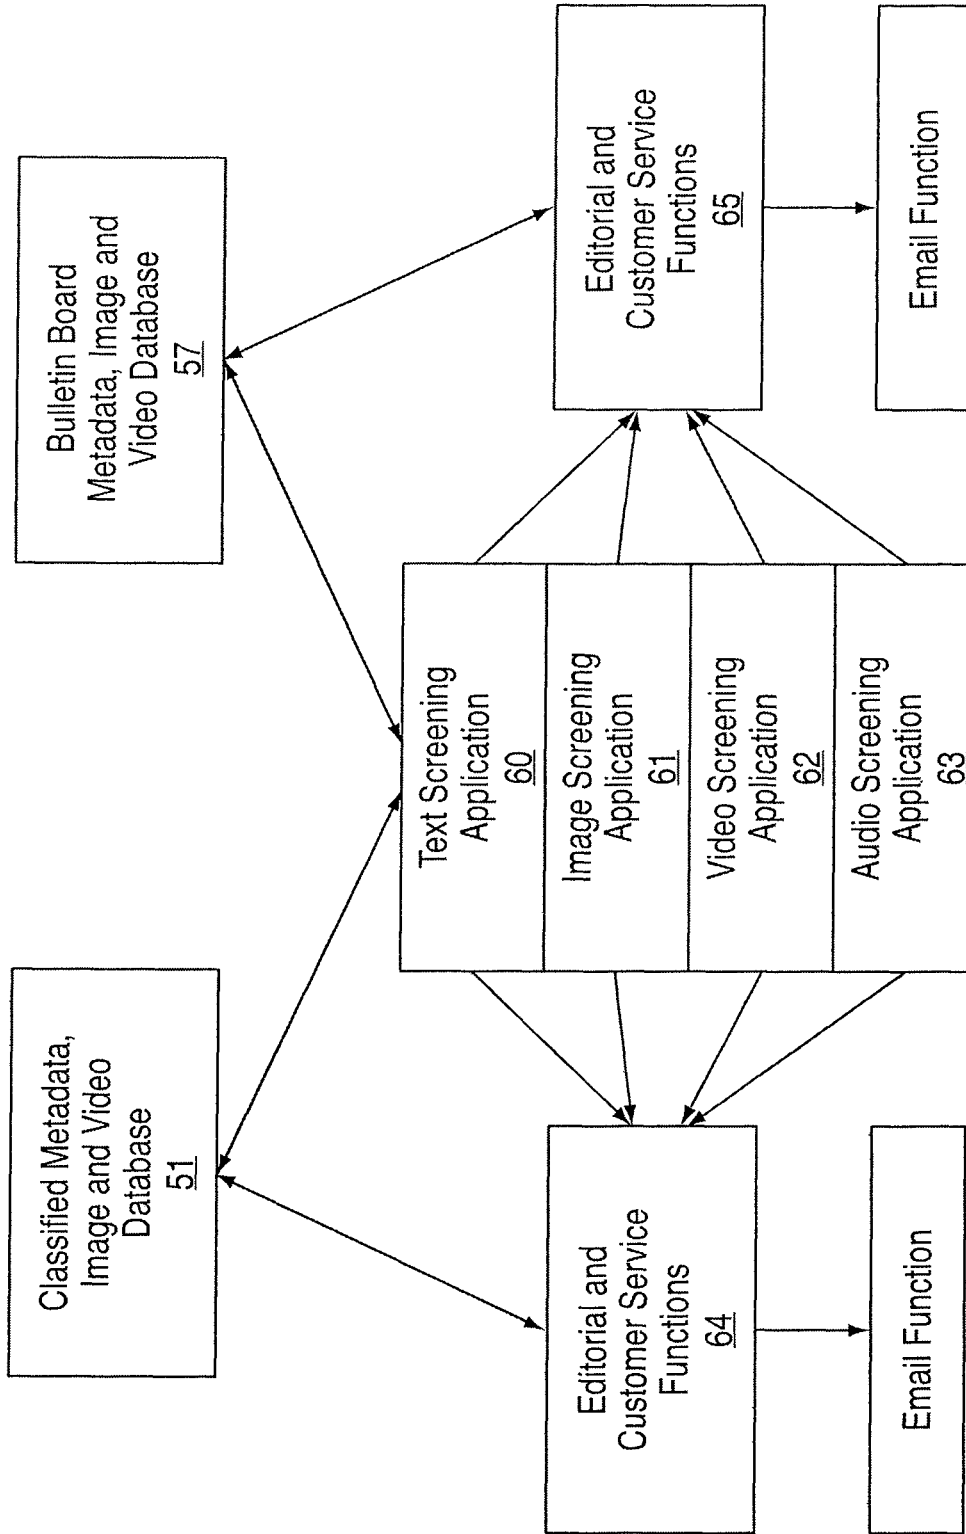 Classified Metadata,
Image and Video
Database
51
Bulletin Board
Metadata, Image and
Video Database
57
Text Screening
Application
60
Image Screening
Application
61
Video Screening
Application
62
Audio Screening
Application
63
Editorial and
Customer Service
Functions
64
Editorial and
Customer Service
Functions
65
Email Function
Email Function